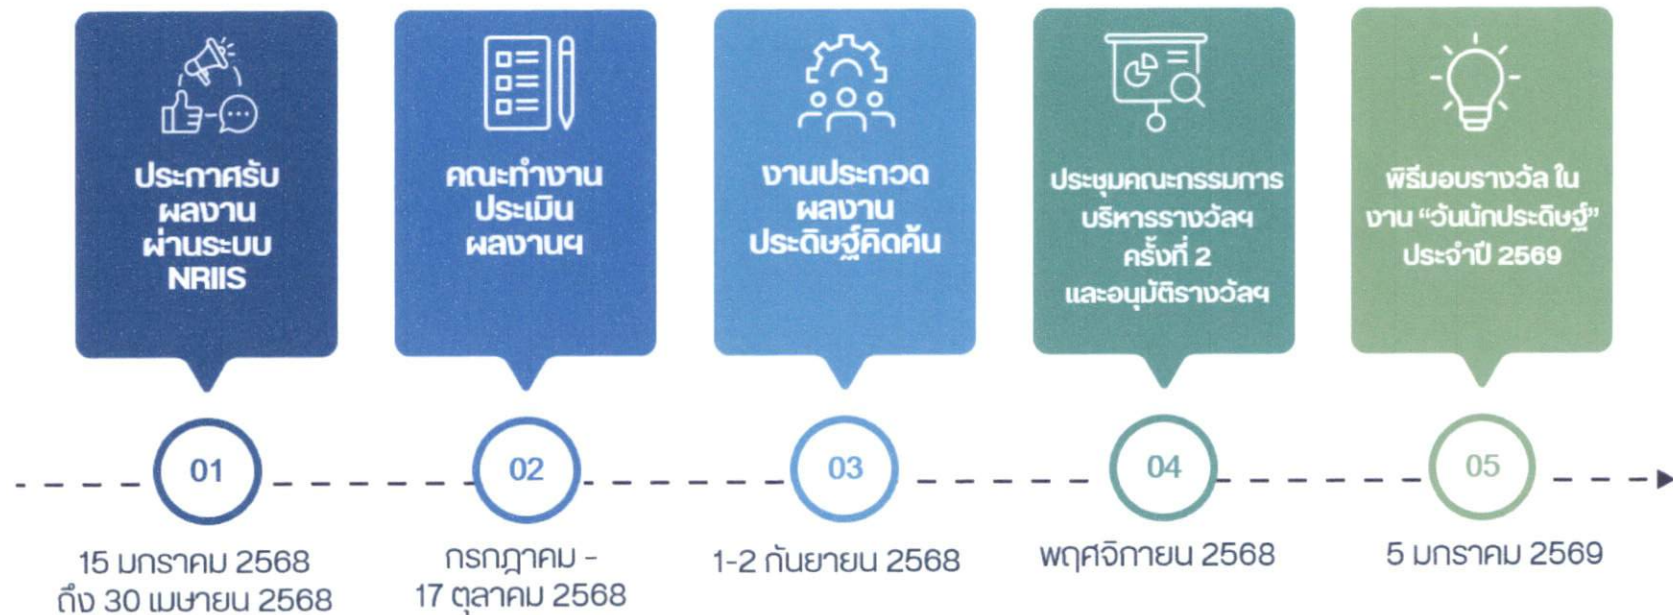 ประกาศรับ
ผลงาน
ผ่านระบบ
NRIIS
คณะทำงาน
ประเมิน
ผลงานฯ
งานประกวด
ผลงาน
ประดิษฐ์คิดค้น
ประชุมคณะกรรมการ
บริหารรางวัลฯ
ครั้งที่ 2
และอนุมัติรางวัลฯ
พิธีมอบรางวัล ใน
งาน “วันนักประดิษฐ์”
ประจำปี 2569
01
02
03
04
05
15 มกราคม 2568
ถึง 30 เมษายน 2568
กรกฎาคม -
17 ตุลาคม 2568
1-2 กันยายน 2568
พฤศจิกายน 2568
5 มกราคม 2569